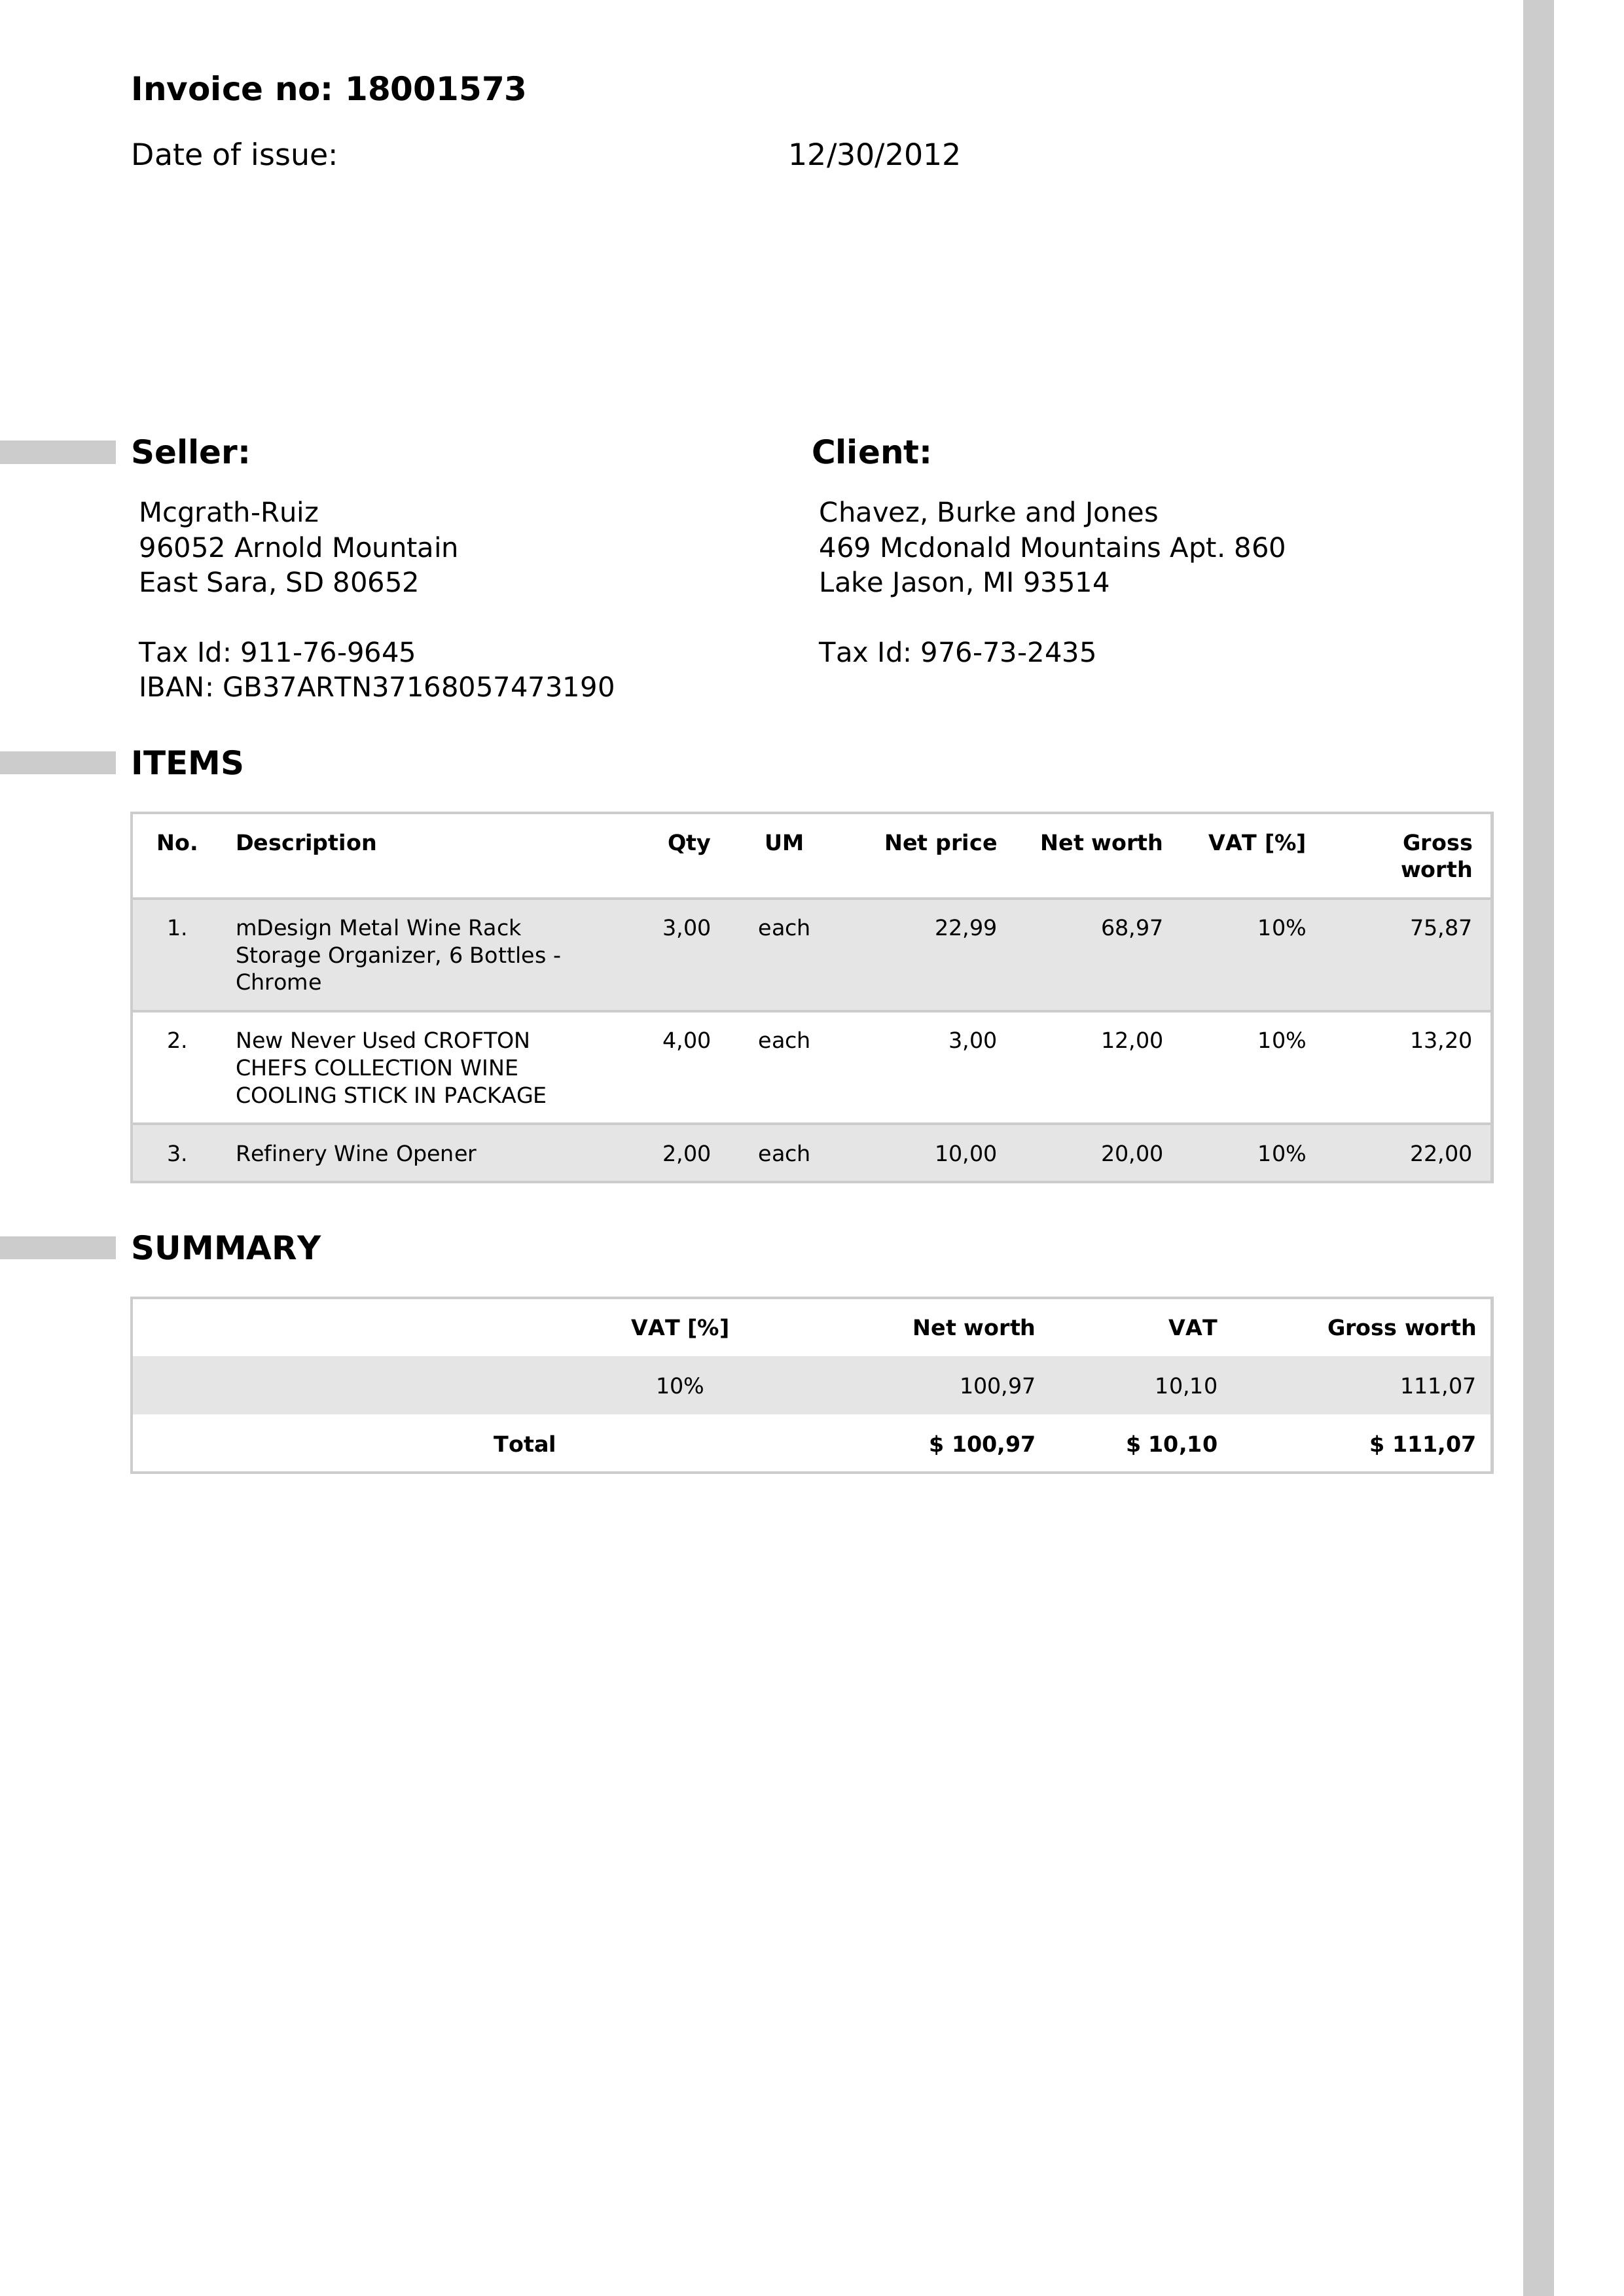 Invoice no: 18001573
Date of issue: 12/30/2012
Seller:
Mcgrath-Ruiz
96052 Arnold Mountain
East Sara, SD 80652
Tax Id: 911-76-9645
IBAN: GB37ARTN37168057473190
Client:
Chavez, Burke and Jones
469 Mcdonald Mountains Apt. 860
Lake Jason, MI 93514
Tax Id: 976-73-2435
ITEMS
No. Description Qty UM Net price Net worth VAT [%] Gross
worth
1. mDesign Metal Wine Rack 3,00 each 22,99 68,97 10% 75,87
Storage Organizer, 6 Bottles -
Chrome
2. New Never Used CROFTON 4,00 each 3,00 12,00 10% 13,20
CHEFS COLLECTION WINE
COOLING STICK IN PACKAGE
3. Refinery Wine Opener 2,00 each 10,00 20,00 10% 22,00
SUMMARY
VAT [%] Net worth VAT Gross worth
10% 100,97 10,10 111,07
Total $ 100,97 $ 10,10 $ 111,07